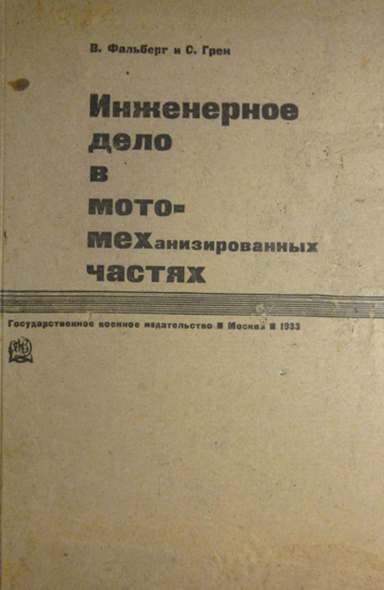 В. Фальберг и С. Грен
Инженерное
дело
в
мото-
механизированных
частях
Государственное военное издательство ■ Москва ■ 1933